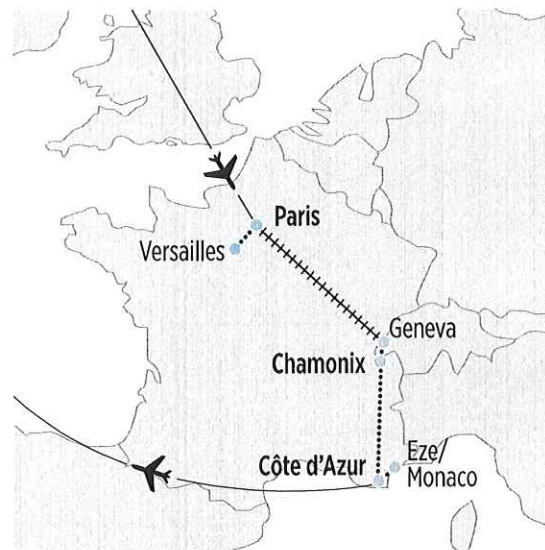 Paris
Versailles
Geneva
Chamonix
Côte d'Azur
Eze/
Monaco